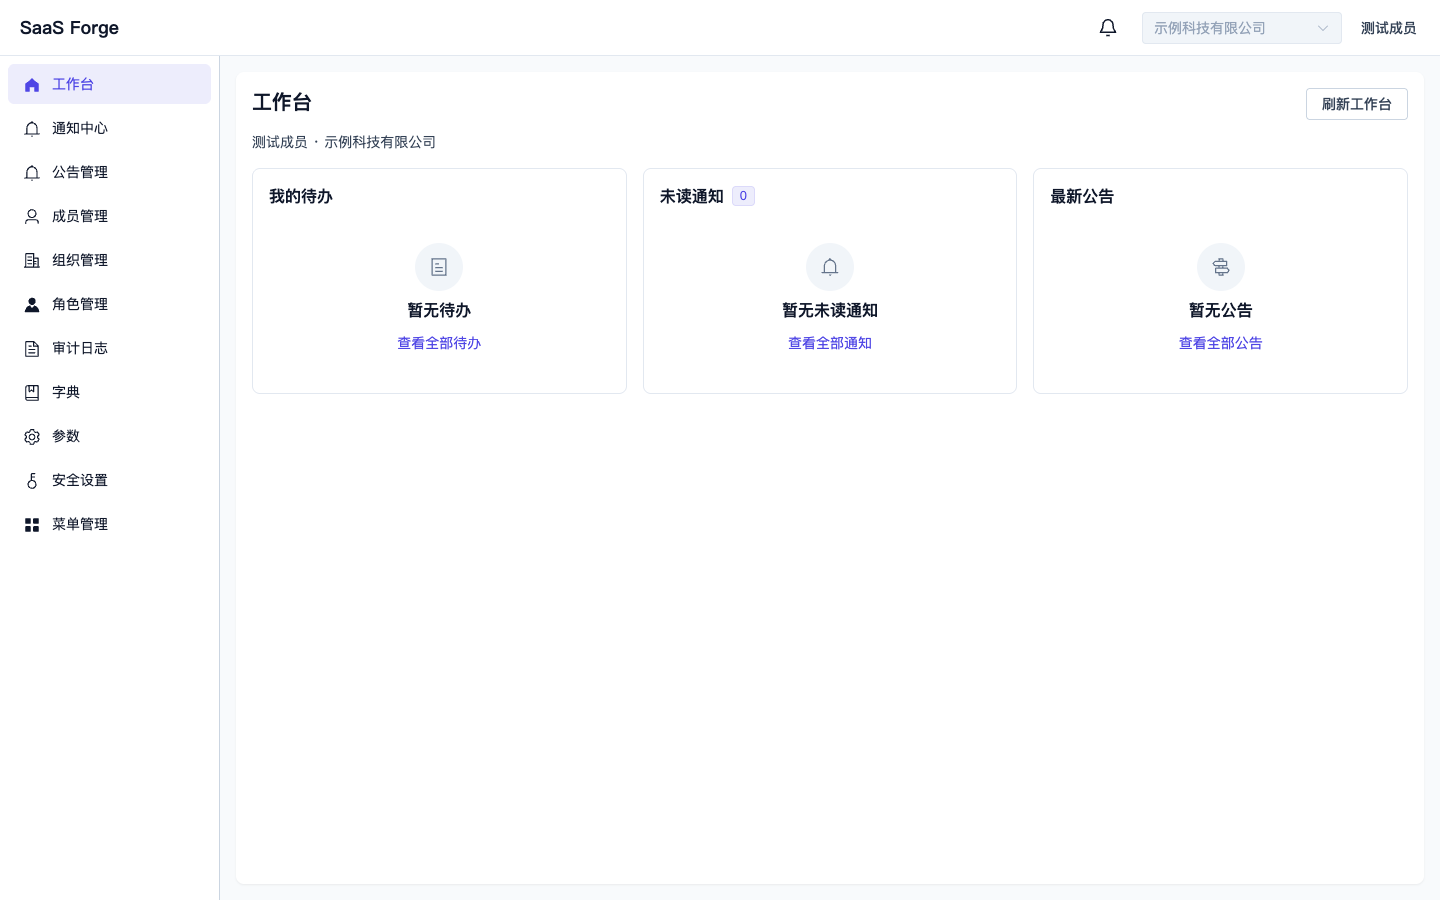 SaaS Forge
示例科技有限公司
测试成员
工作台
通知中心
公告管理
成员管理
组织管理
角色管理
审计日志
字典
参数
安全设置
菜单管理
工作台
刷新工作台
测试成员 · 示例科技有限公司
我的待办
暂无待办
查看全部待办
未读通知 0
暂无未读通知
查看全部通知
最新公告
暂无公告
查看全部公告